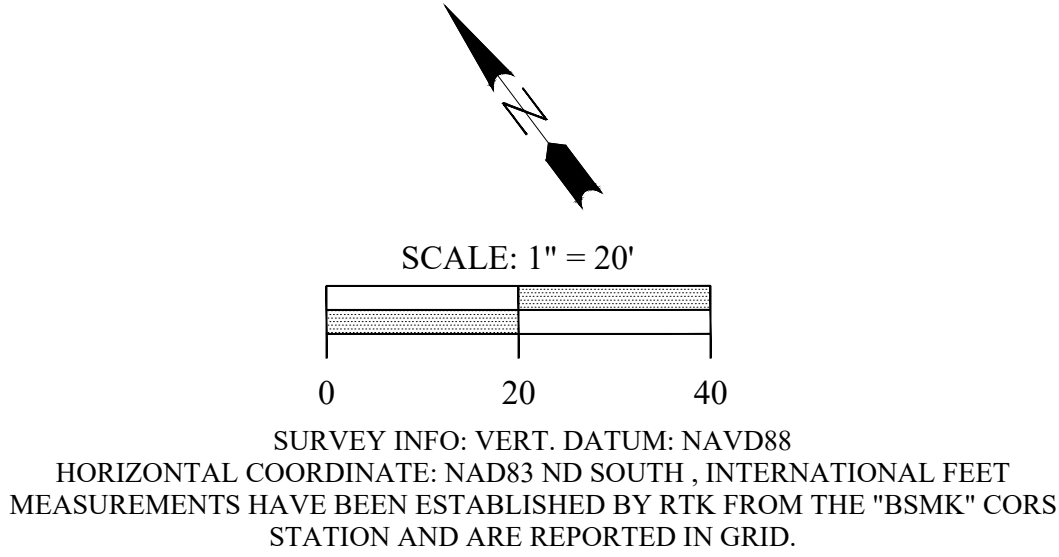 N
SCALE: 1" = 20'
0 20 40
SURVEY INFO: VERT. DATUM: NAVD88
HORIZONTAL COORDINATE: NAD83 ND SOUTH , INTERNATIONAL FEET
MEASUREMENTS HAVE BEEN ESTABLISHED BY RTK FROM THE "BSMK" CORS
STATION AND ARE REPORTED IN GRID.